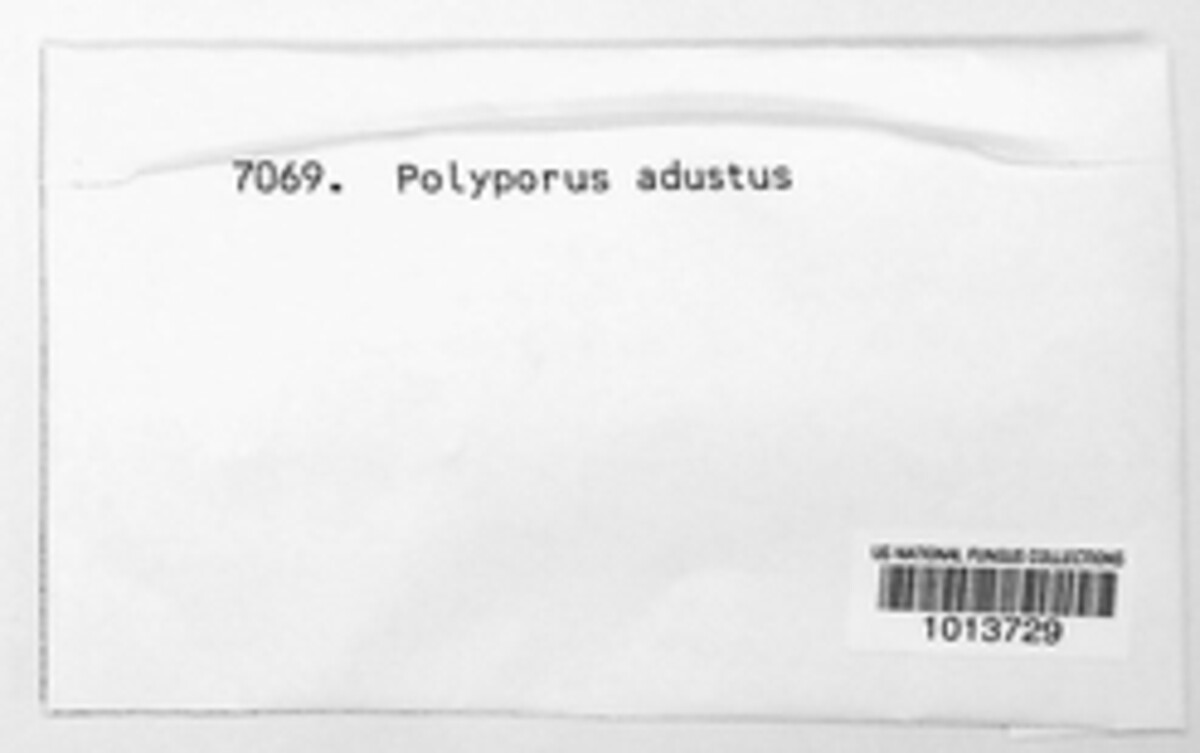 7069. Polyporus adustus
US NATIONAL FUNGUS COLLECTIONS
1013729